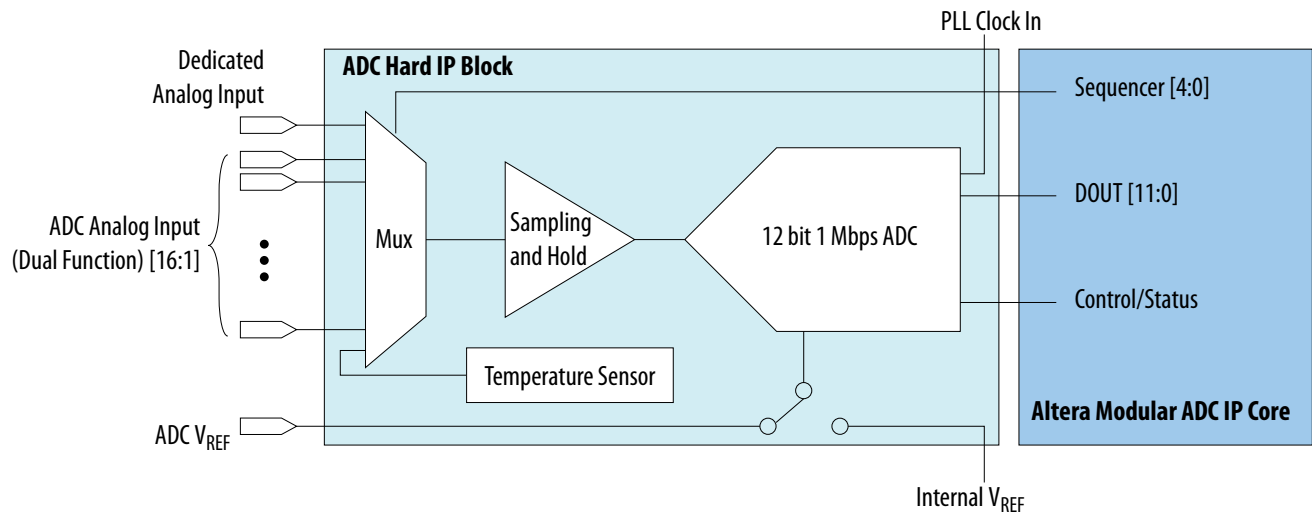 PLL Clock In
Dedicated
Analog Input
ADC Hard IP Block
Sequencer [4:0]
ADC Analog Input
(Dual Function) [16:1]
Mux
Sampling
and Hold
12 bit 1 Mbps ADC
DOUT [11:0]
Control/Status
Temperature Sensor
Altera Modular ADC IP Core
ADC VREF
Internal VREF